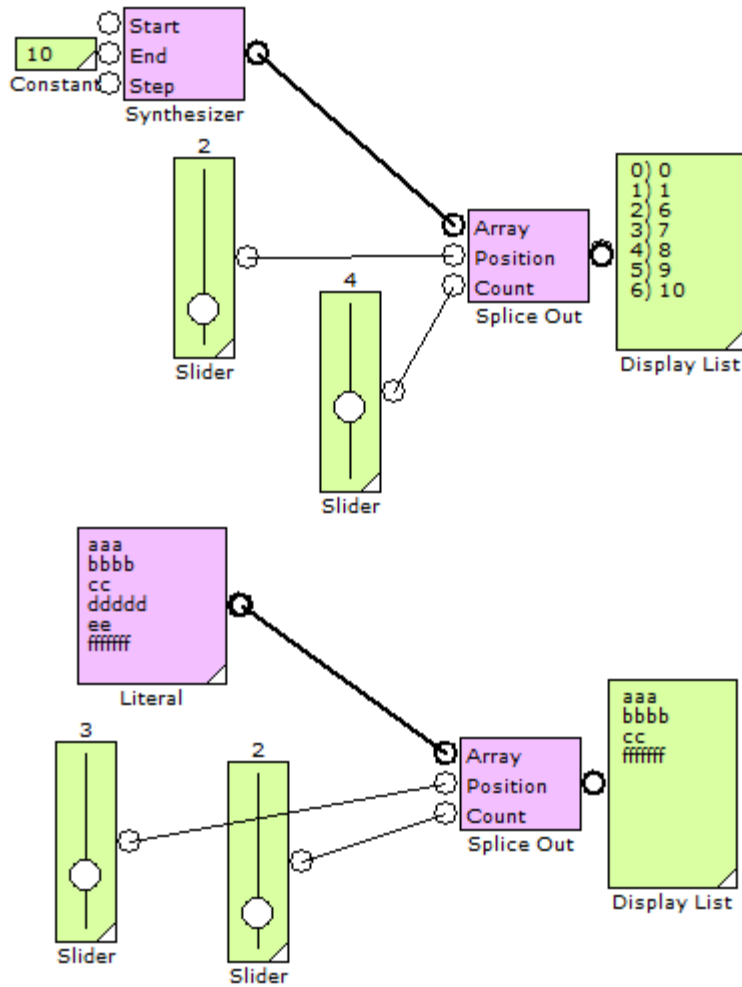 Start
10
End
Constant
Step
Synthesizer
2
Slider
4
Slider
Array
Position
Count
Splice Out
0) 0
1) 1
2) 6
3) 7
4) 8
5) 9
6) 10
Display List
aaa
bbbb
cc
ddddd
ee
fffffff
Literal
3
Slider
2
Slider
Array
Position
Count
Splice Out
aaa
bbbb
cc
fffffff
Display List